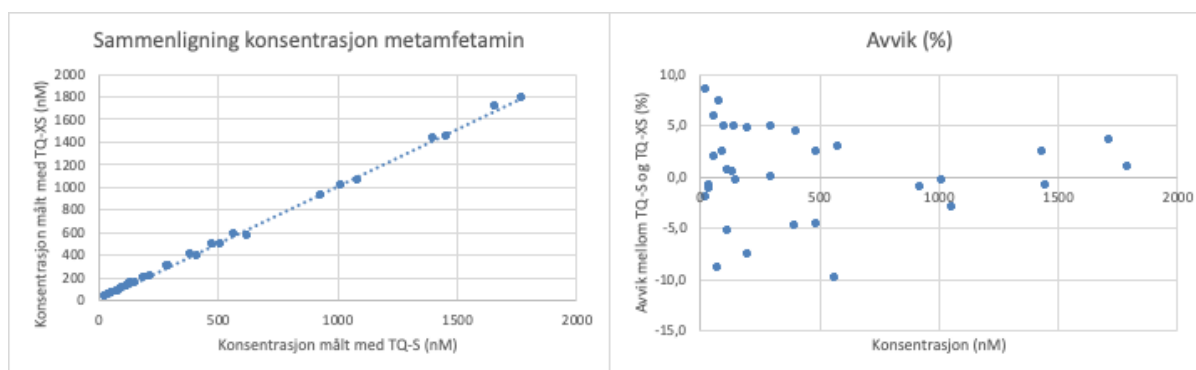 Sammenligning konsentrasjon metamfetamin
Konsentrasjon målt med TQ-XS (nM)
2000
1800
1600
1400
1200
1000
800
600
400
200
0
0 500 1000 1500 2000
Konsentrasjon målt med TQ-S (nM)
Avvik (%)
Avvik mellom TQ-S og TQ-XS (%)
10,0
5,0
0,0
-5,0
-10,0
-15,0
0 500 1000 1500 2000
Konsentrasjon (nM)